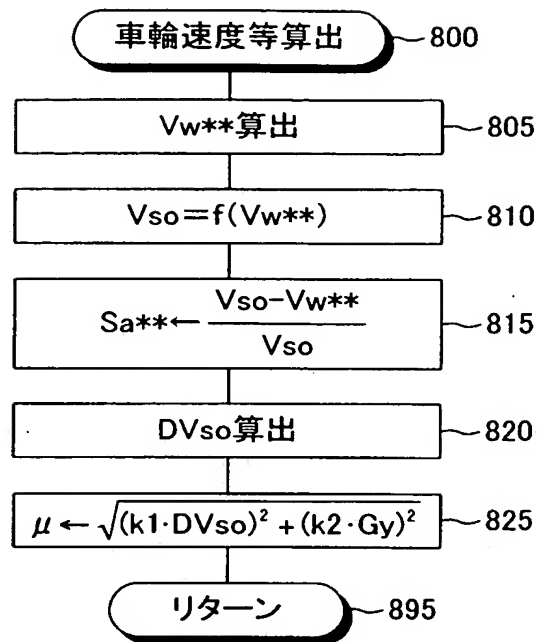 車輪速度等算出 800
Vw**算出 805
Vso=f(Vw**) 810
Sa**← (Vso-Vw**)/Vso 815
DVso算出 820
μ ← √(k1·DVso)² + (k2·Gy)² 825
リターン 895